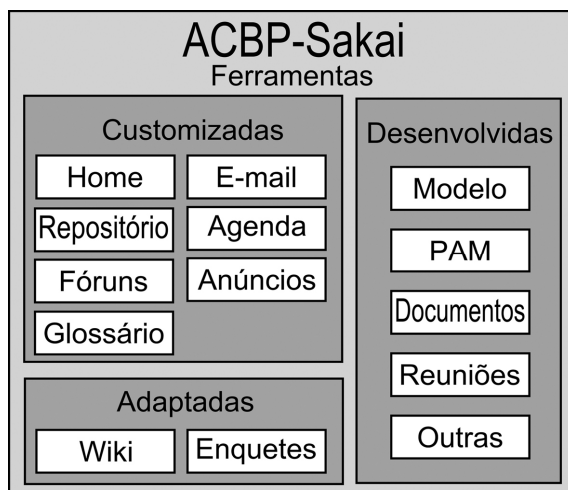 ACBP-Sakai
Ferramentas
Customizadas
Home
E-mail
Repositório
Agenda
Fóruns
Anúncios
Glossário
Adaptadas
Wiki
Enquetes
Desenvolvidas
Modelo
PAM
Documentos
Reuniões
Outras